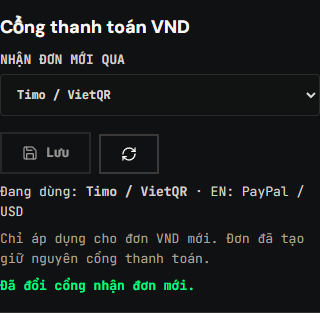 Cổng thanh toán VND
NHẬN ĐƠN MỚI QUA
Timo / VietQR
Lưu
Đang dùng: Timo / VietQR · EN: PayPal /
USD
Chỉ áp dụng cho đơn VND mới. Đơn đã tạo
giữ nguyên cổng thanh toán.
Đã đổi cổng nhận đơn mới.